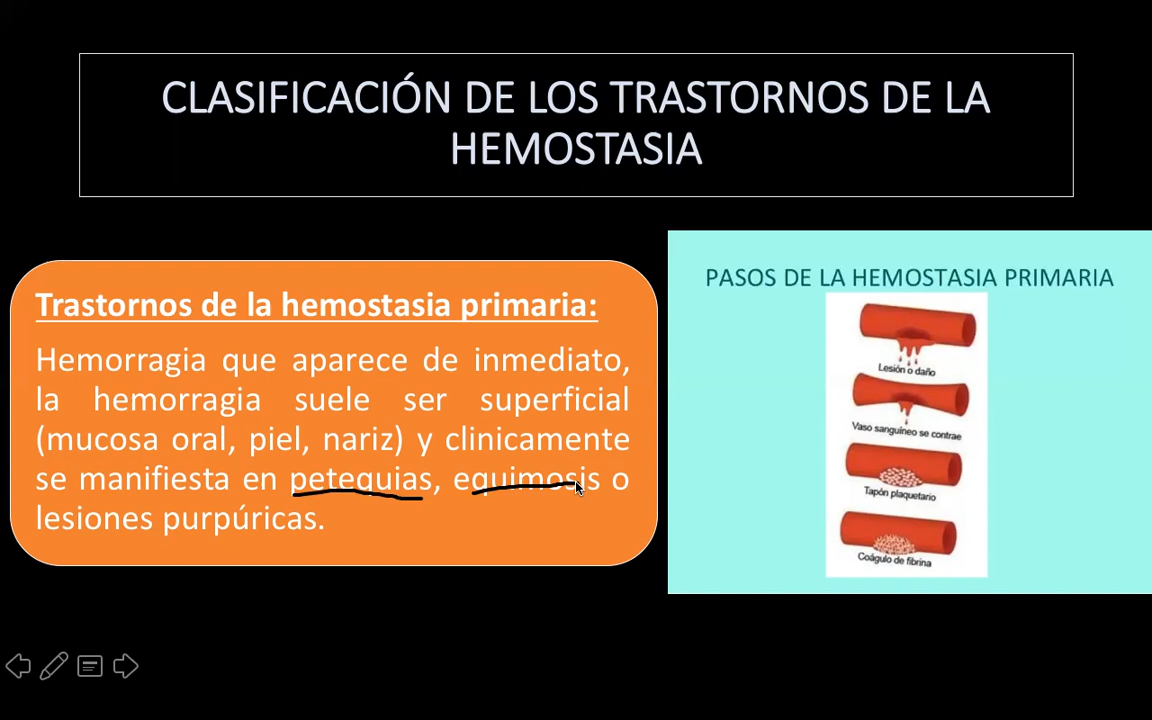 CLASIFICACIÓN DE LOS TRASTORNOS DE LA
HEMOSTASIA
Trastornos de la hemostasia primaria:
Hemorragia que aparece de inmediato,
la hemorragia suele ser superficial
(mucosa oral, piel, nariz) y clinicamente
se manifiesta en petequias, equimosis o
lesiones purpúricas.
PASOS DE LA HEMOSTASIA PRIMARIA
Lesión o daño
Vaso sanguíneo se contrae
Tapón plaquetario
Coágulo de fibrina